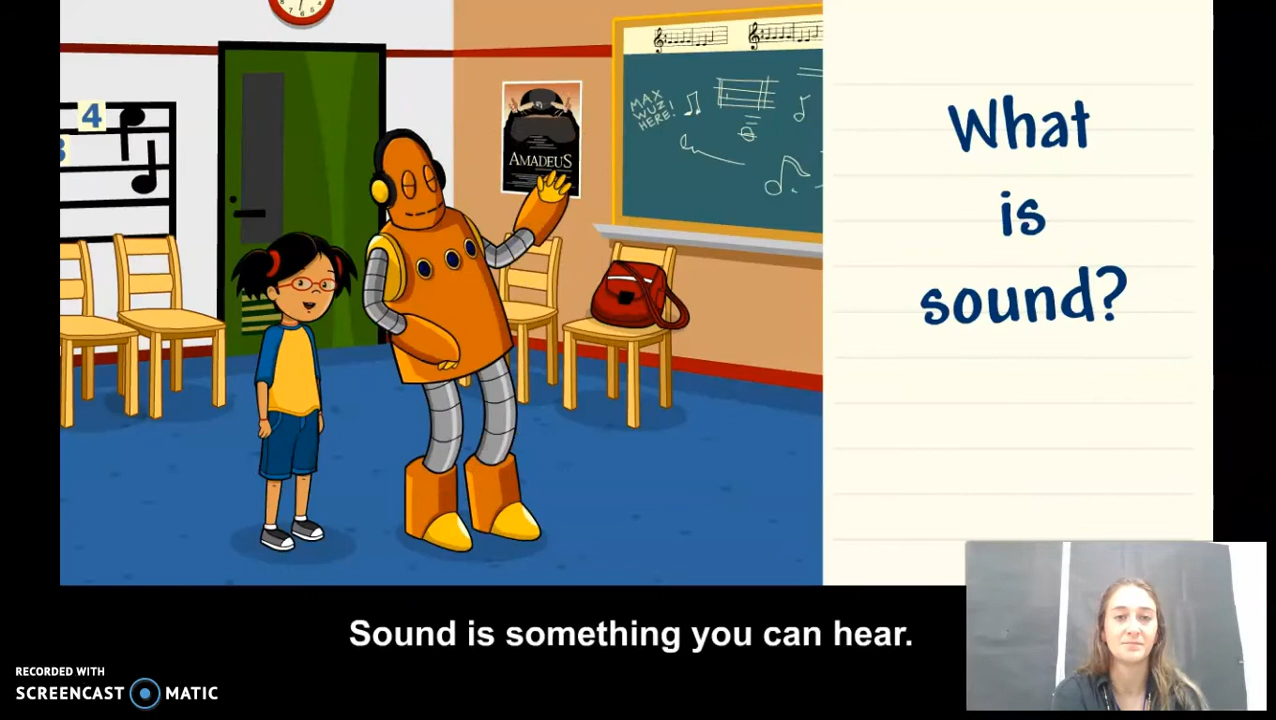 4
AMADEUS
MAX
WUZ
HERE!
What
is
sound?
Sound is something you can hear.
RECORDED WITH
SCREENCAST MATIC